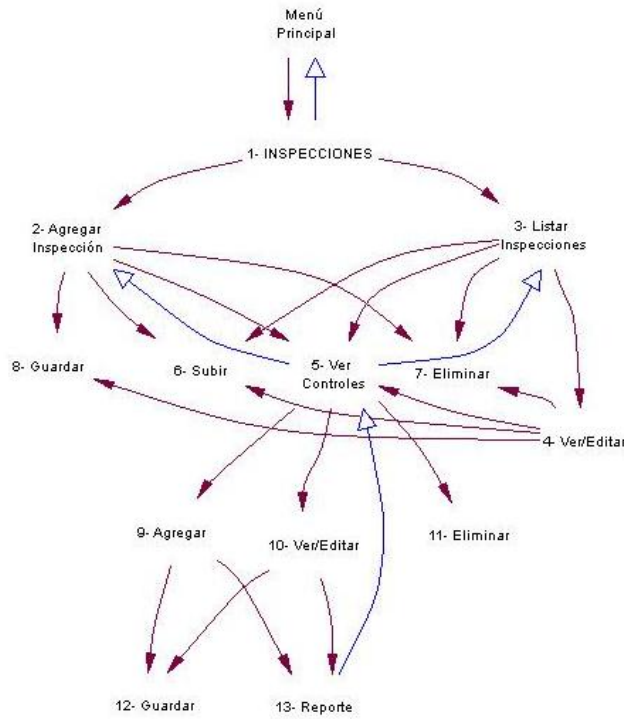 Menú
Principal
1- INSPECCIONES
2- Agregar
Inspección
3- Listar
Inspecciones
8- Guardar
6- Subir
5- Ver
Controles
7- Eliminar
4- Ver/Editar
9- Agregar
10- Ver/Editar
11- Eliminar
12- Guardar
13- Reporte